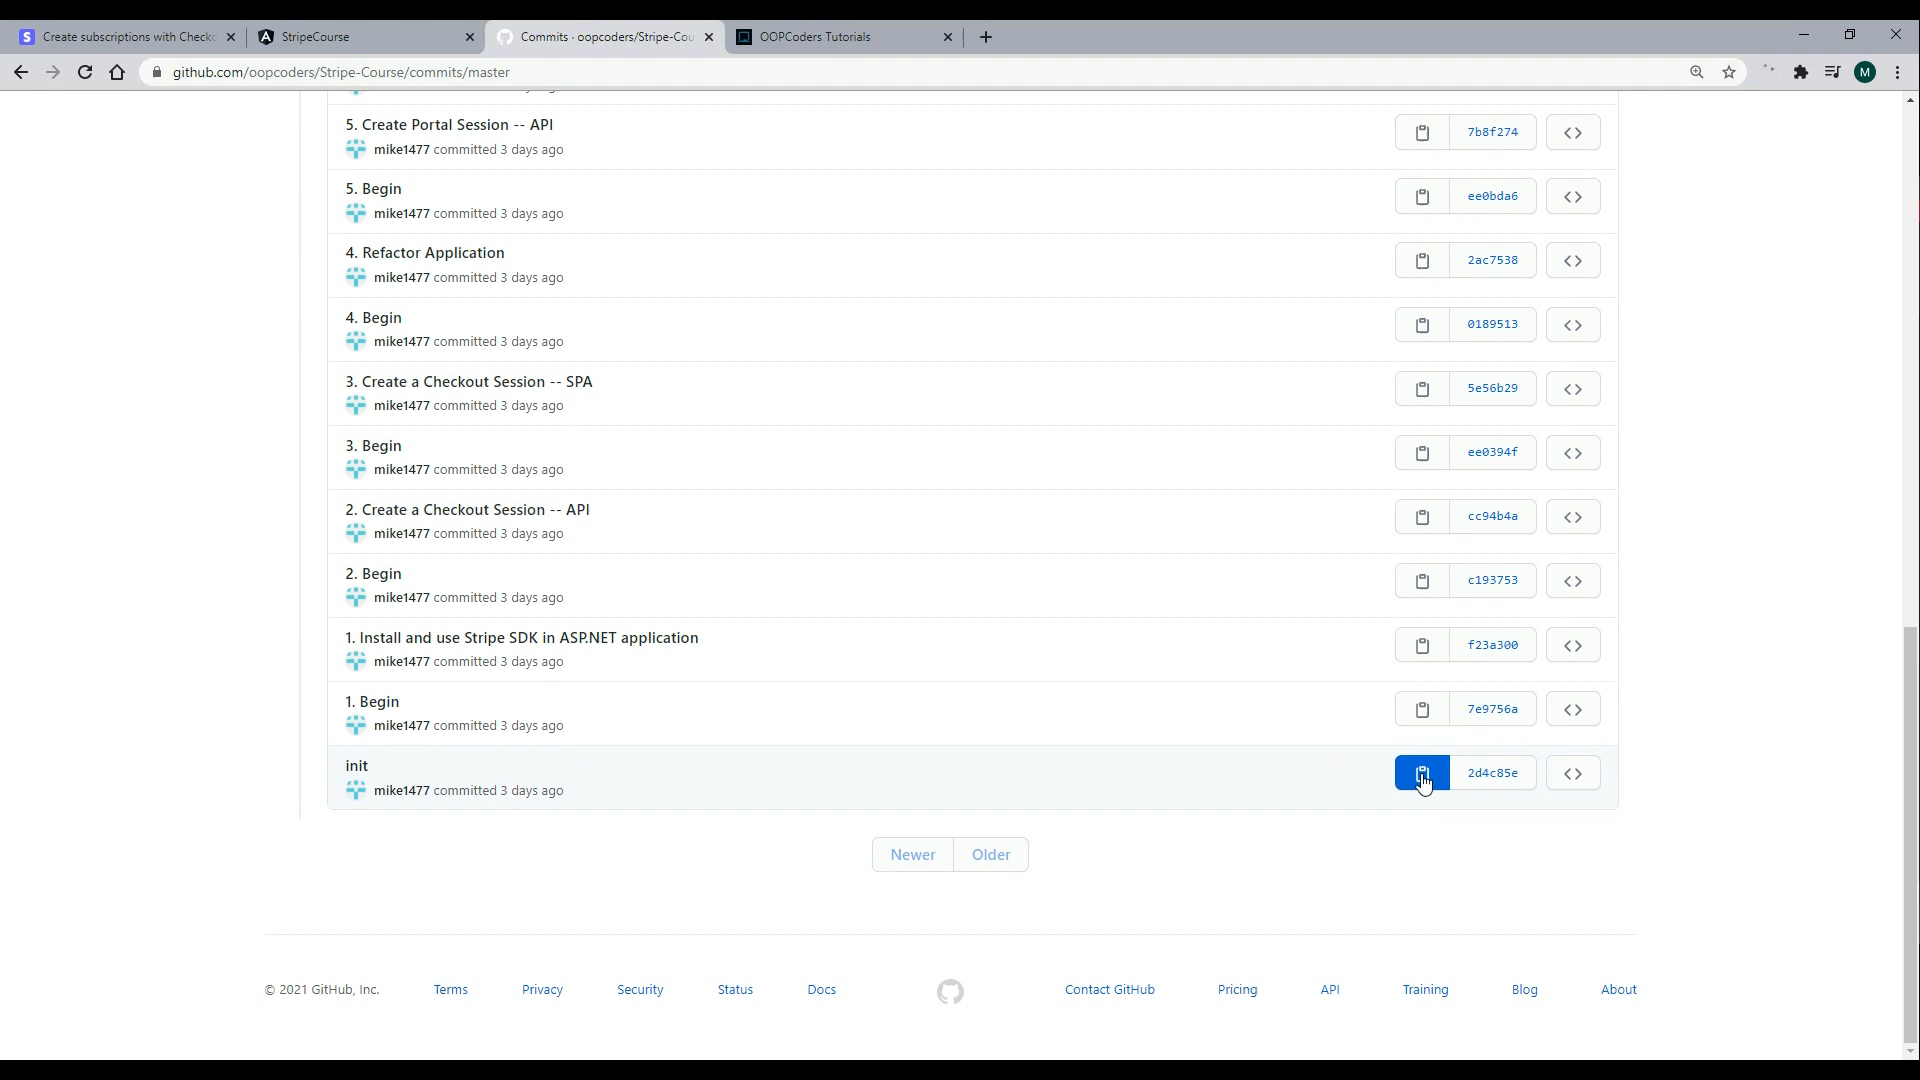 Create subscriptions with Checko
StripeCourse
Commits · oopcoders/Stripe-Cou
OOPCoders Tutorials
github.com/oopcoders/Stripe-Course/commits/master
M
5. Create Portal Session -- API
mike1477 committed 3 days ago
7b8f274
5. Begin
mike1477 committed 3 days ago
ee0bda6
4. Refactor Application
mike1477 committed 3 days ago
2ac7538
4. Begin
mike1477 committed 3 days ago
0189513
3. Create a Checkout Session -- SPA
mike1477 committed 3 days ago
5e56b29
3. Begin
mike1477 committed 3 days ago
ee0394f
2. Create a Checkout Session -- API
mike1477 committed 3 days ago
cc94b4a
2. Begin
mike1477 committed 3 days ago
c193753
1. Install and use Stripe SDK in ASP.NET application
mike1477 committed 3 days ago
f23a300
1. Begin
mike1477 committed 3 days ago
7e9756a
init
mike1477 committed 3 days ago
2d4c85e
Newer Older
© 2021 GitHub, Inc. Terms Privacy Security Status Docs Contact GitHub Pricing API Training Blog About